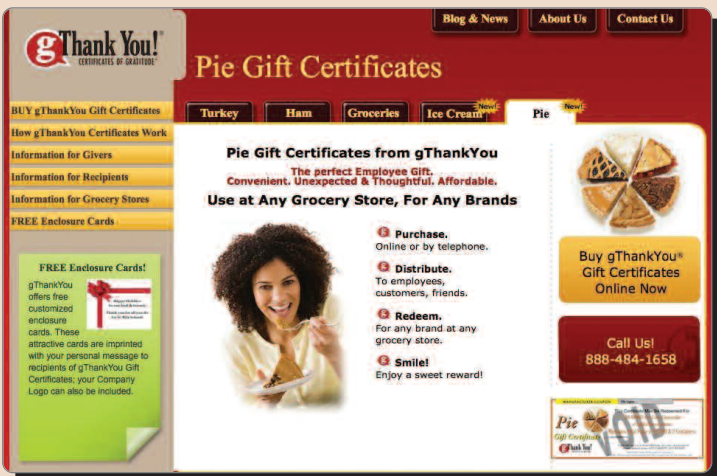 Blog & News
About Us
Contact Us
gThank You!®
CERTIFICATES OF GRATITUDE
Pie Gift Certificates
Turkey
Ham
Groceries
Ice Cream
New!
Pie
New!
BUY gThankYou Gift Certificates
How gThankYou Certificates Work
Information for Givers
Information for Recipients
Information for Grocery Stores
FREE Enclosure Cards
FREE Enclosure Cards!
gThankYou
offers free
customized
enclosure
cards. These
attractive cards are imprinted
with your personal message to
recipients of gThankYou Gift
Certificates; your Company
Logo can also be included.
Pie Gift Certificates from gThankYou
The perfect Employee Gift.
Convenient. Unexpected & Thoughtful. Affordable.
Use at Any Grocery Store, For Any Brands
g Purchase.
Online or by telephone.
g Distribute.
To employees,
customers, friends.
g Redeem.
For any brand at any
grocery store.
g Smile!
Enjoy a sweet reward!
Buy gThankYou®
Gift Certificates
Online Now
Call Us!
888-484-1658
Pie
Gift Certificate
gThank You!
VOID